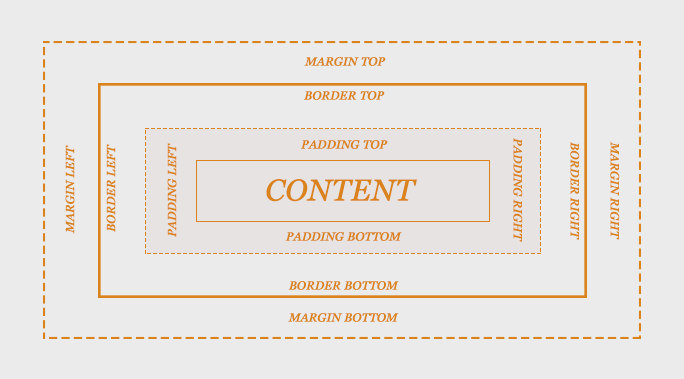 MARGIN TOP
BORDER TOP
PADDING TOP
MARGIN LEFT
BORDER LEFT
PADDING LEFT
CONTENT
PADDING RIGHT
BORDER RIGHT
MARGIN RIGHT
PADDING BOTTOM
BORDER BOTTOM
MARGIN BOTTOM